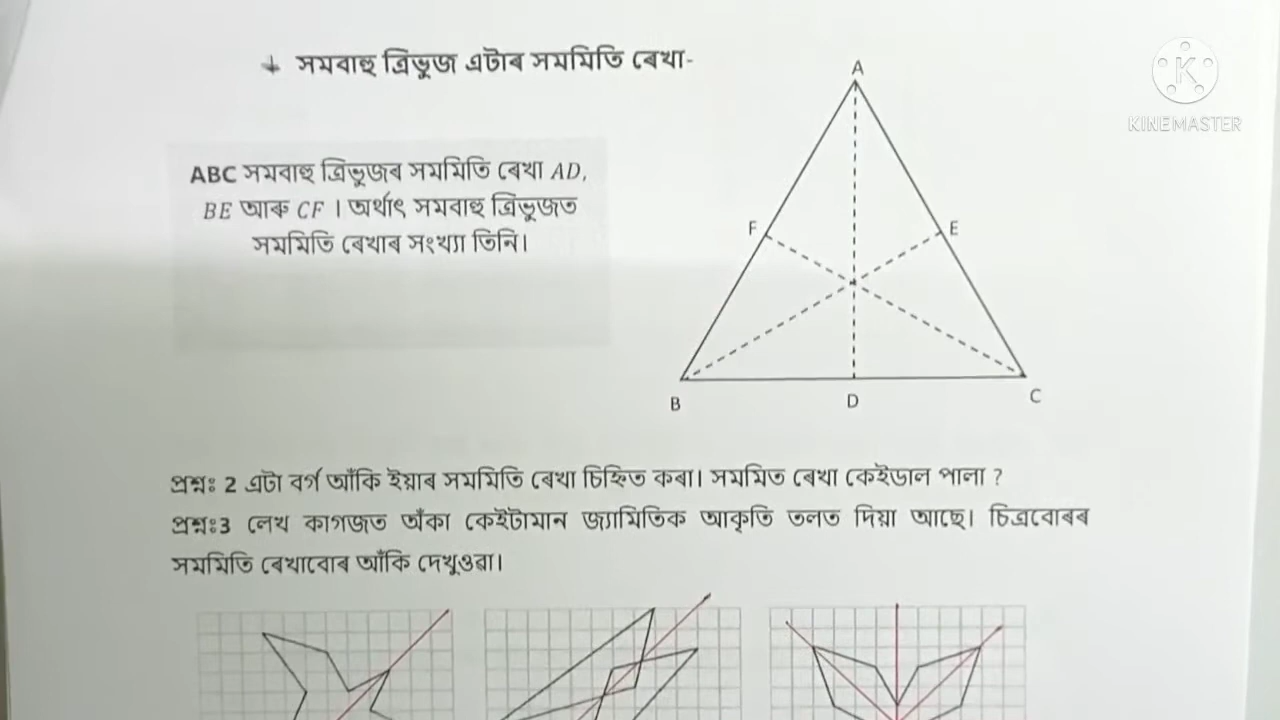 সমবাহু ত্ৰিভুজ এটাৰ সমমিতি ৰেখা-
KINEMASTER
ABC সমবাহু ত্ৰিভুজৰ সমমিতি ৰেখা AD,
BE আৰু CF । অৰ্থাৎ সমবাহু ত্ৰিভুজত
সমমিতি ৰেখাৰ সংখ্যা তিনি।
A
F
E
B
D
C
প্ৰশ্নঃ 2 এটা বৰ্গ আঁকি ইয়াৰ সমমিতি ৰেখা চিহ্নিত কৰা। সমমিত ৰেখা কেইডাল পালা ?
প্ৰশ্নঃ3 লেখ কাগজত অঁকা কেইটামান জ্যামিতিক আকৃতি তলত দিয়া আছে। চিত্ৰবোৰৰ
সমমিতি ৰেখাবোৰ আঁকি দেখুওৱা।